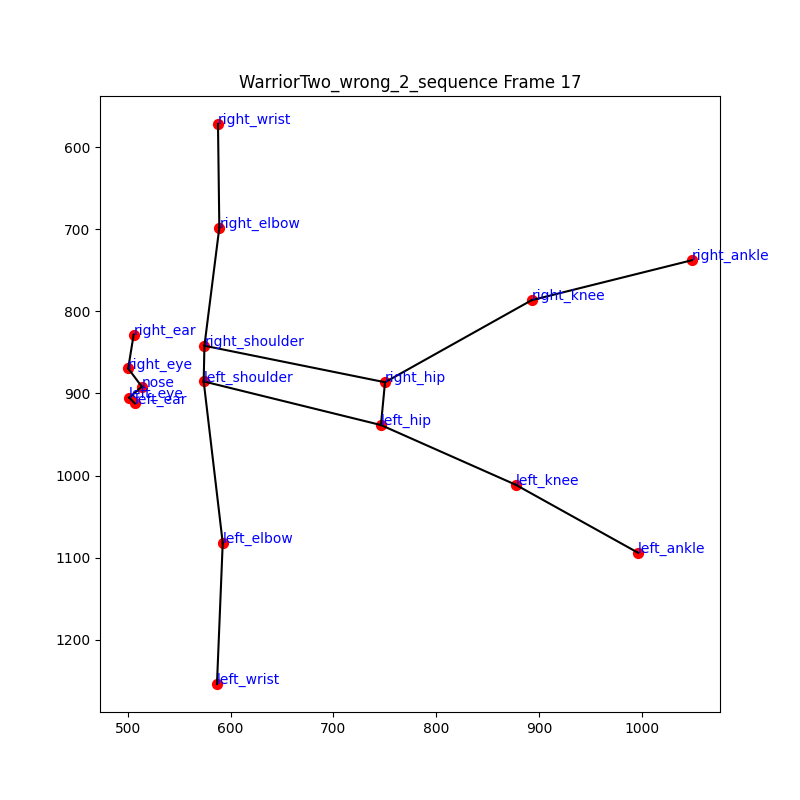 WarriorTwo_wrong_2_sequence Frame 17
right_wrist
600
right_elbow
700
right_ankle
right_knee
800
right_ear
right_shoulder
right_eye
left_shoulder
right_hip
nose
left_eye
left_ear
900
left_hip
left_knee
1000
left_elbow
left_ankle
1100
1200
left_wrist
500 600 700 800 900 1000